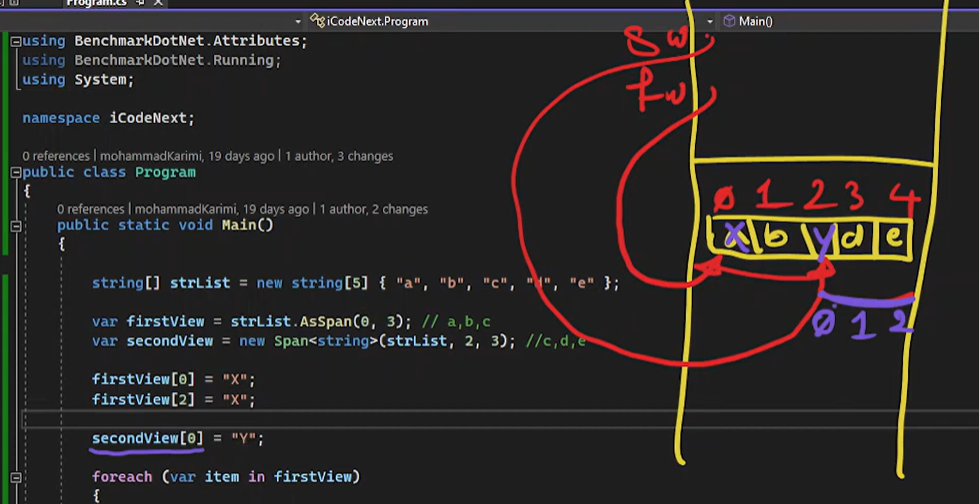 Program.cs
iCodeNext.Program
Main()
using BenchmarkDotNet.Attributes;
using BenchmarkDotNet.Running;
using System;
namespace iCodeNext;
0 references | mohammadKarimi, 19 days ago | 1 author, 3 changes
public class Program
{
0 references | mohammadKarimi, 19 days ago | 1 author, 2 changes
public static void Main()
{
string[] strList = new string[5] { "a", "b", "c", "d", "e" };
var firstView = strList.AsSpan(0, 3); // a,b,c
var secondView = new Span<string>(strList, 2, 3); //c,d,e
firstView[0] = "X";
firstView[2] = "X";
secondView[0] = "Y";
foreach (var item in firstView)
{
Sw
fw
0 1 2 3 4
x b y d e
0 1 2